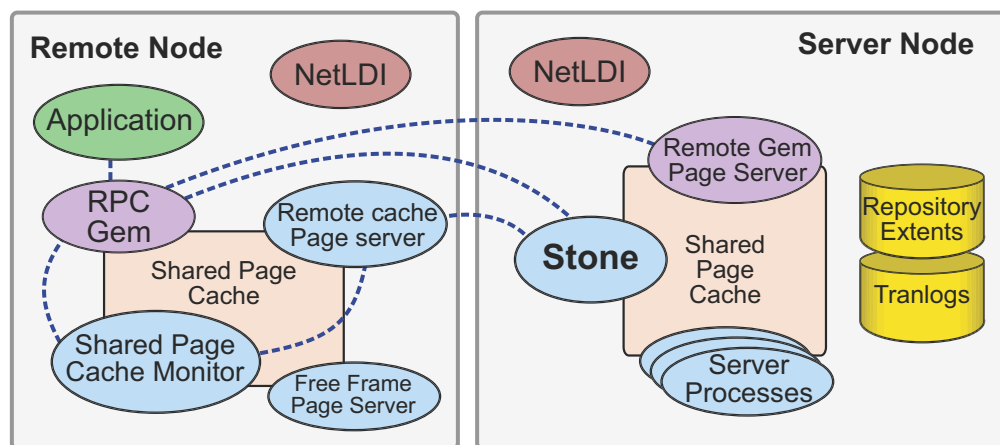 Remote Node
NetLDI
Application
RPC
Gem
Remote cache
Page server
Shared Page
Cache
Shared Page
Cache Monitor
Free Frame
Page Server
Server Node
NetLDI
Remote Gem
Page Server
Stone
Shared
Page
Cache
Server
Processes
Repository
Extents
Tranlogs